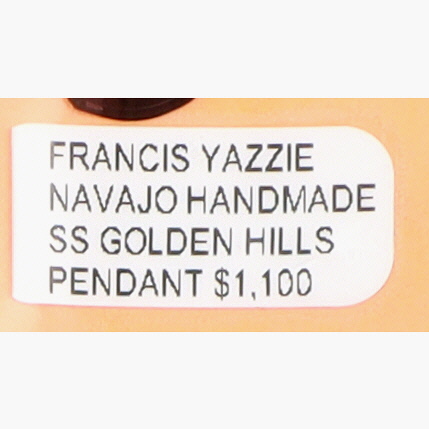 FRANCIS YAZZIE
NAVAJO HANDMADE
SS GOLDEN HILLS
PENDANT $1,100